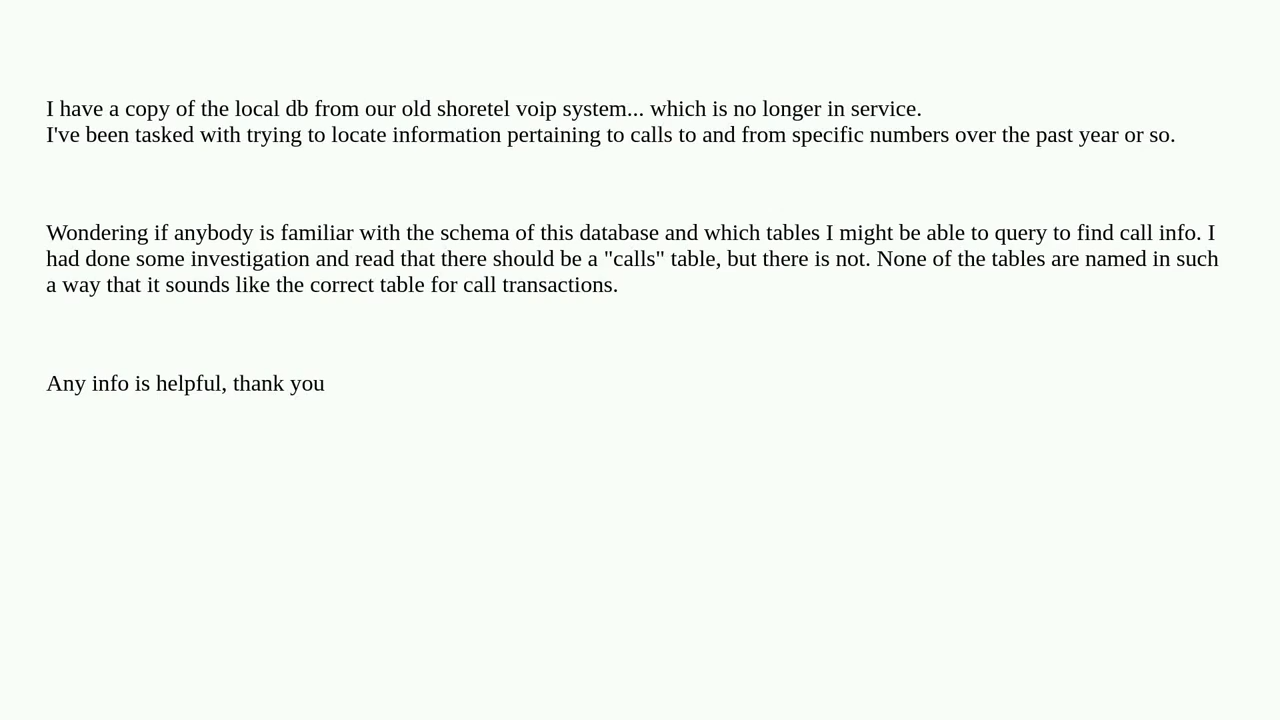 I have a copy of the local db from our old shoretel voip system... which is no longer in service.
I've been tasked with trying to locate information pertaining to calls to and from specific numbers over the past year or so.
Wondering if anybody is familiar with the schema of this database and which tables I might be able to query to find call info. I
had done some investigation and read that there should be a "calls" table, but there is not. None of the tables are named in such
a way that it sounds like the correct table for call transactions.
Any info is helpful, thank you